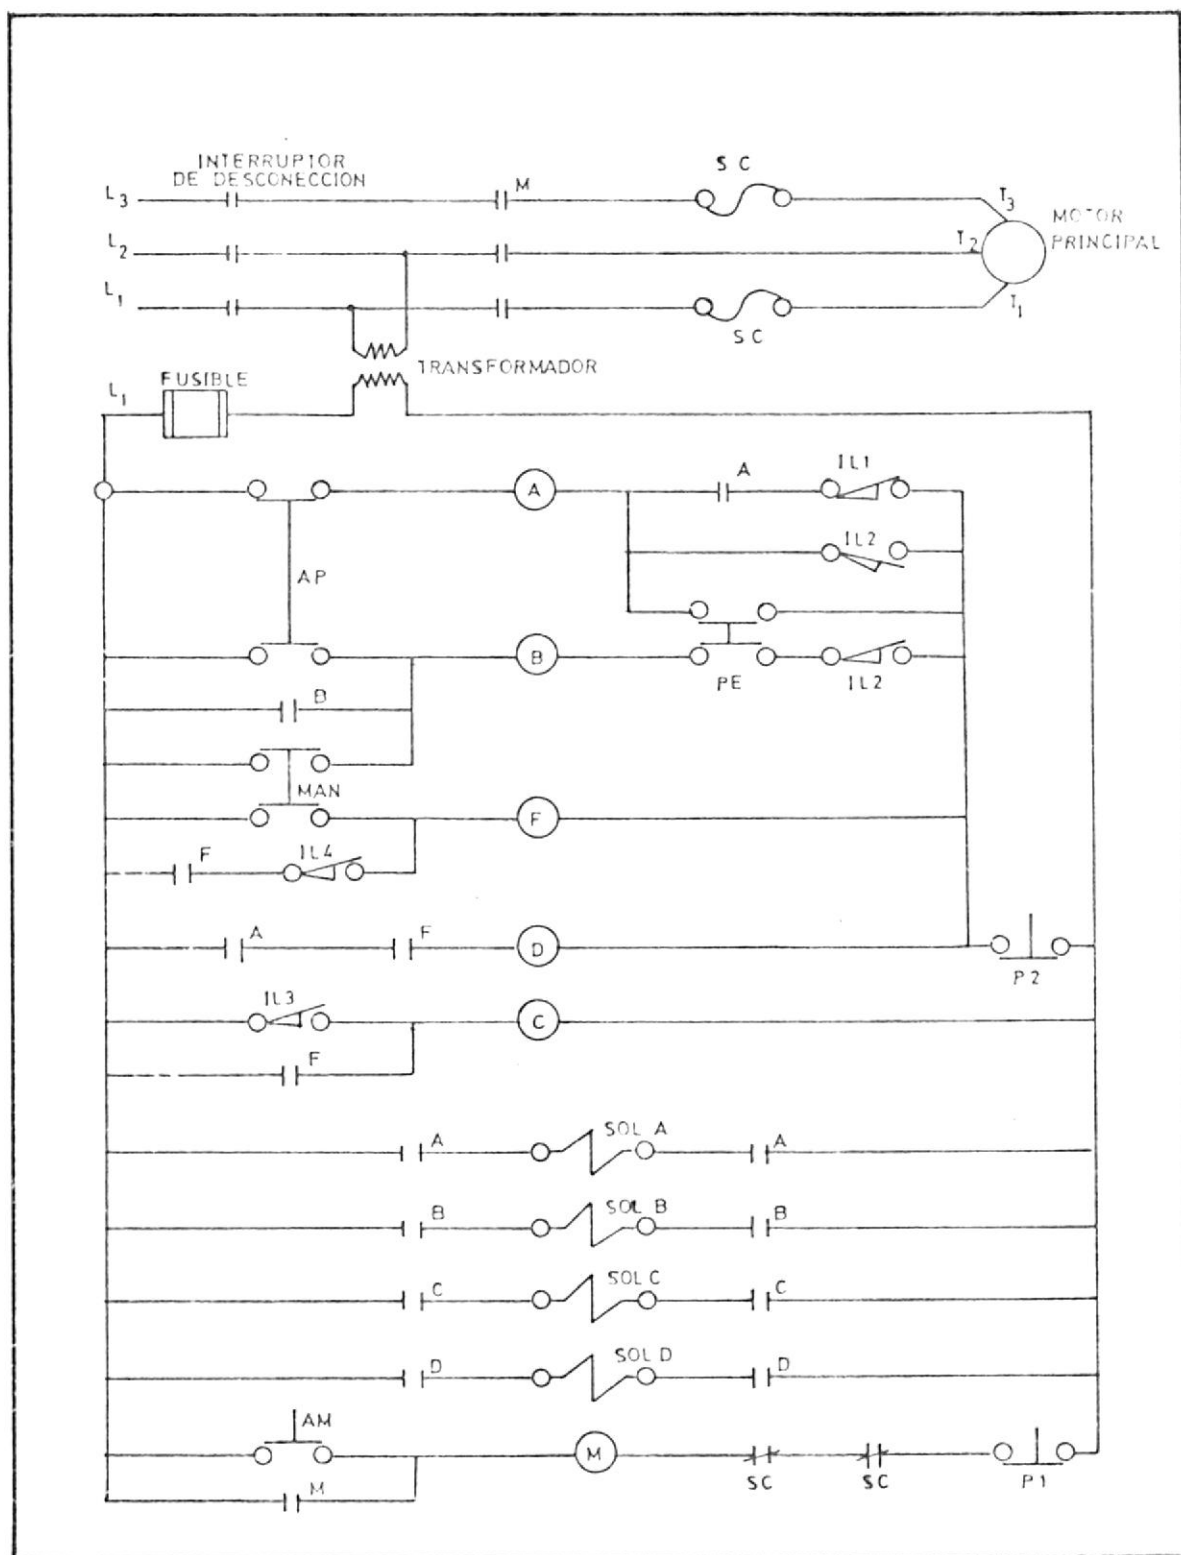 INTERRUPTOR
DE DESCONECCION
S C
L3
M
T3
MOTOR
PRINCIPAL
L2
T2
L1
T1
S C
TRANSFORMADOR
FUSIBLE
L1
A
A
IL1
IL2
AP
B
PE
IL2
B
MAN
F
F
IL4
A
F
D
P2
IL3
C
F
A
SOL A
A
B
SOL B
B
C
SOL C
C
D
SOL D
D
AM
M
SC
SC
P1
M